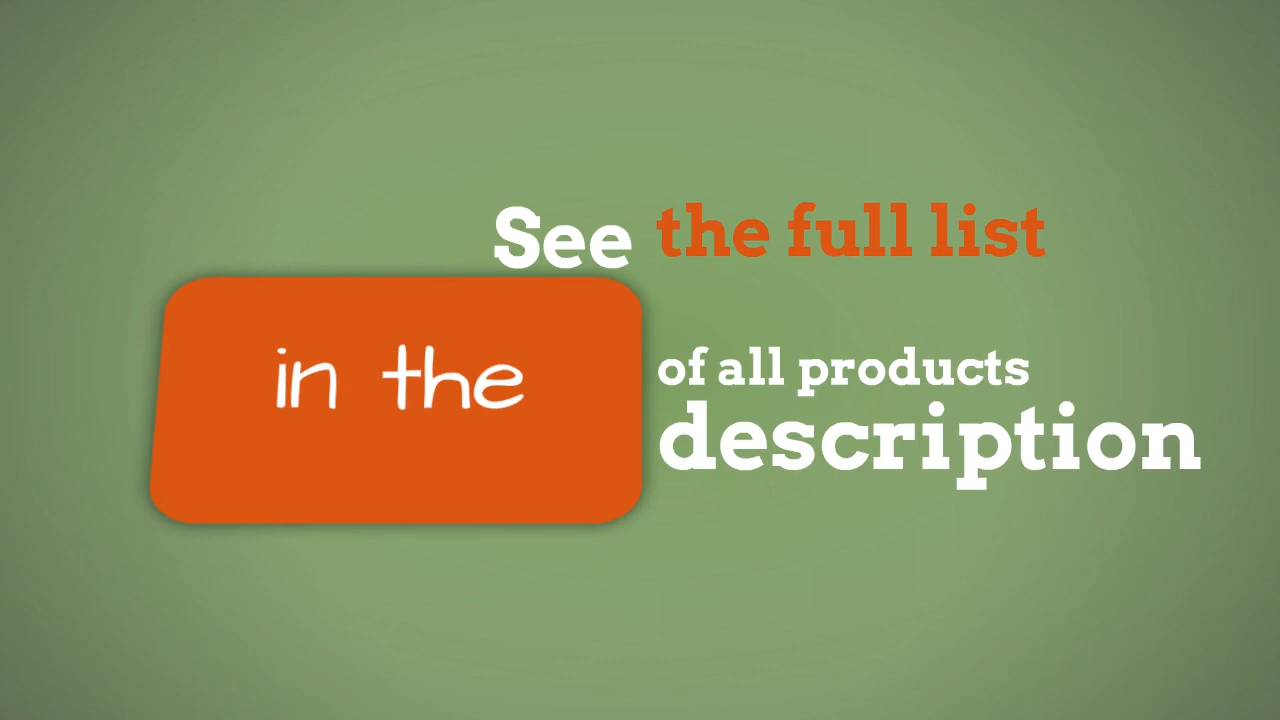 See the full list
of all products
in the
description